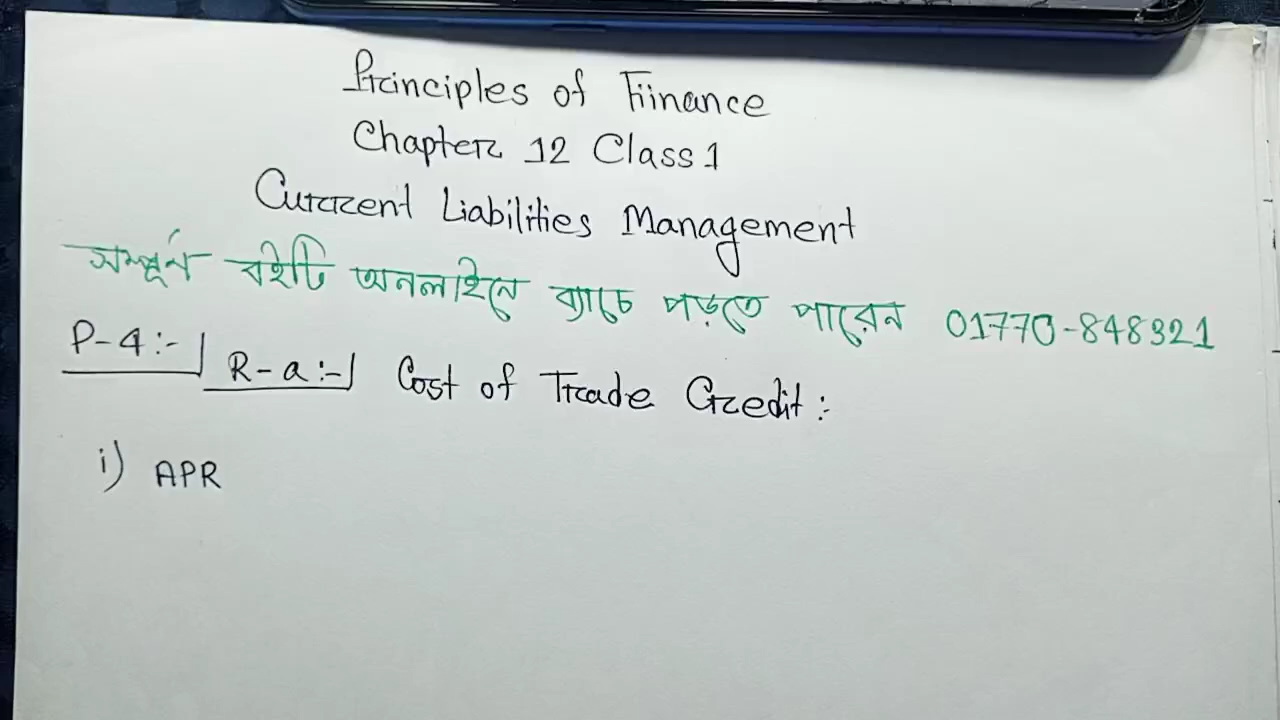 Principles of Finance
Chapter 12 Class 1
Current Liabilities Management
সম্পূর্ন বইটি অনলাইনে ব্যাচে পড়তে পারেন 01770-848321
P-4:- R-a:- Cost of Trade Credit:
i) APR